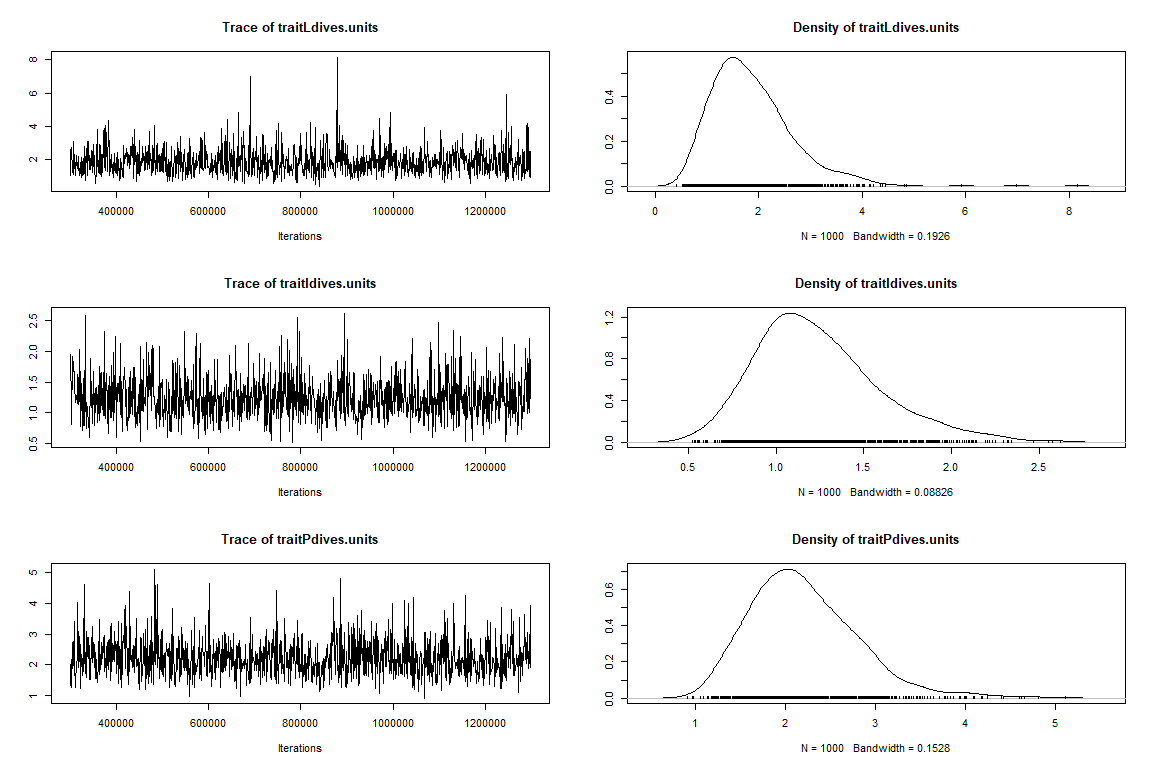 Trace of traitLdives.units
8
6
4
2
400000 600000 800000 1000000 1200000
Iterations
Density of traitLdives.units
0.4
0.2
0.0
0 2 4 6 8
N = 1000 Bandwidth = 0.1926
Trace of traitIdives.units
2.5
2.0
1.5
1.0
0.5
400000 600000 800000 1000000 1200000
Iterations
Density of traitIdives.units
1.2
0.8
0.4
0.0
0.5 1.0 1.5 2.0 2.5
N = 1000 Bandwidth = 0.08826
Trace of traitPdives.units
5
4
3
2
1
400000 600000 800000 1000000 1200000
Iterations
Density of traitPdives.units
0.6
0.4
0.2
0.0
1 2 3 4 5
N = 1000 Bandwidth = 0.1528